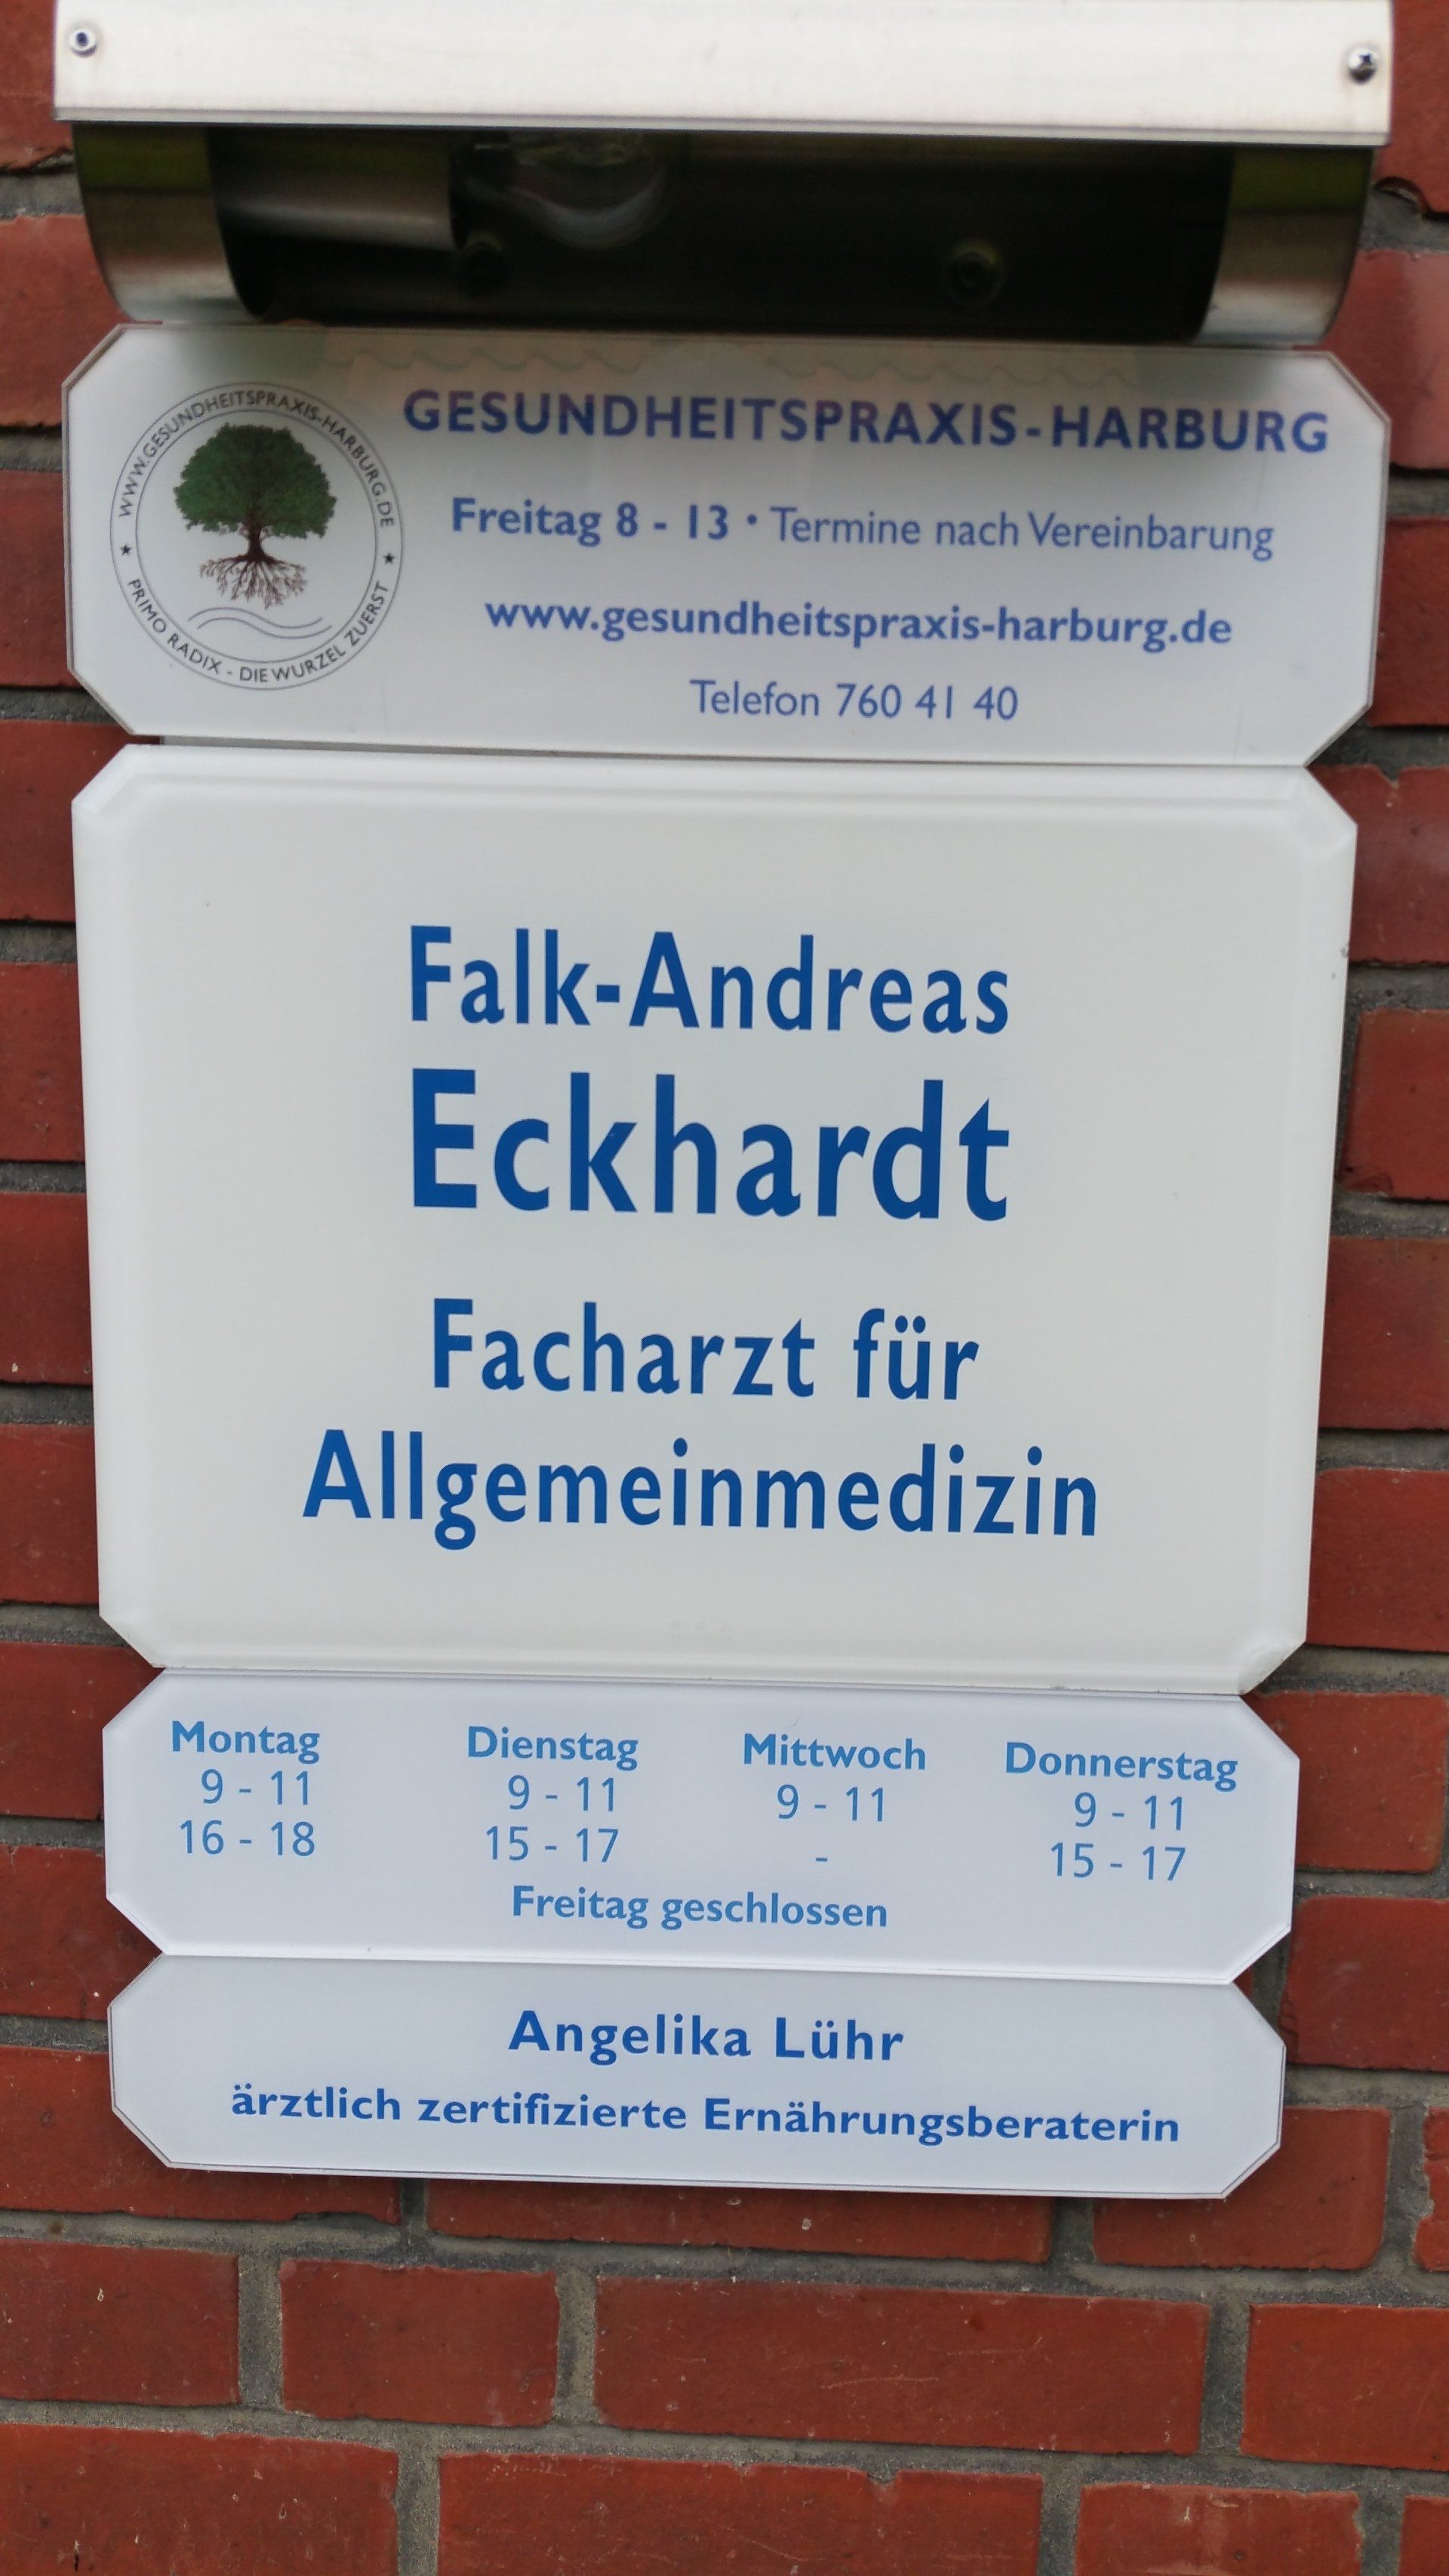 WWW.GESUNDHEITSPRAXIS-HARBURG.DE
★ PRIMO RADIX - DIE WURZEL ZUERST ★
GESUNDHEITSPRAXIS-HARBURG
Freitag 8 - 13 • Termine nach Vereinbarung
www.gesundheitspraxis-harburg.de
Telefon 760 41 40
Falk-Andreas
Eckhardt
Facharzt für
Allgemeinmedizin
Montag Dienstag Mittwoch Donnerstag
9 - 11 9 - 11 9 - 11 9 - 11
16 - 18 15 - 17 - 15 - 17
Freitag geschlossen
Angelika Lühr
ärztlich zertifizierte Ernährungsberaterin